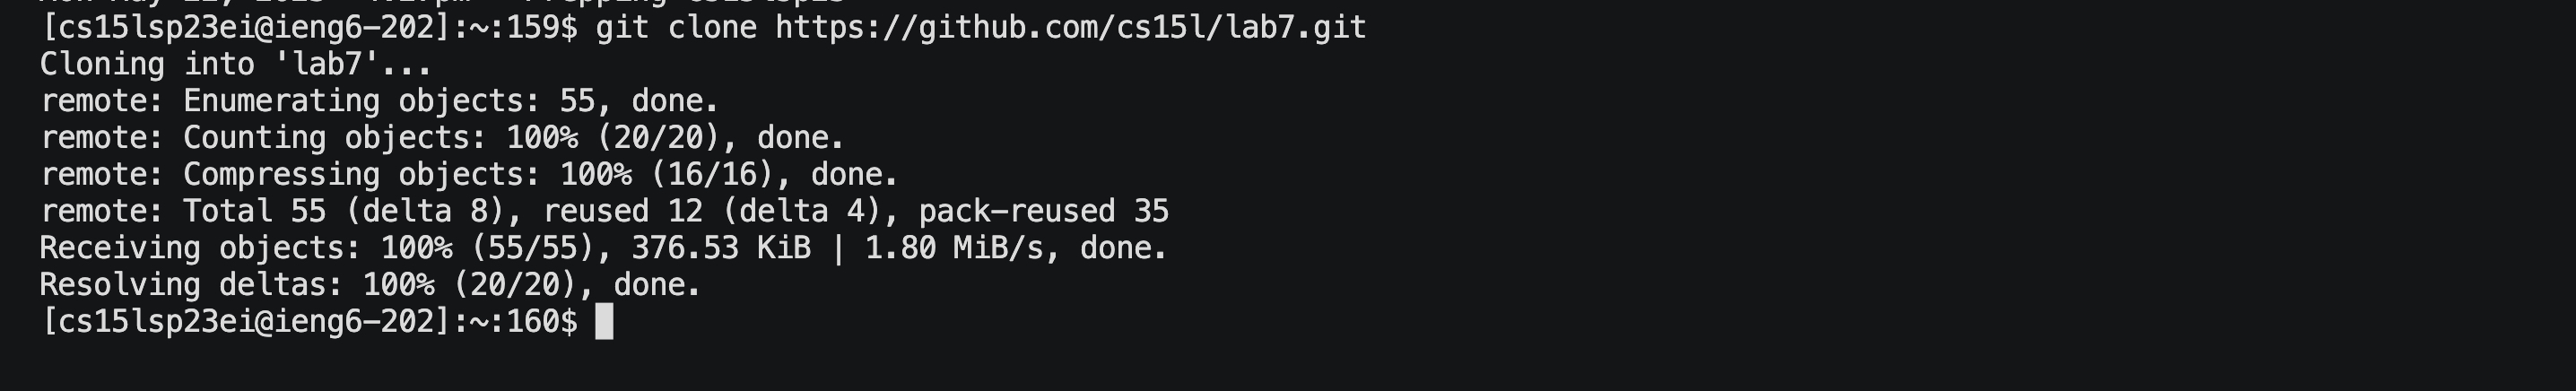 [cs15lsp23ei@ieng6-202]:~:159$ git clone https://github.com/cs15l/lab7.git
Cloning into 'lab7'...
remote: Enumerating objects: 55, done.
remote: Counting objects: 100% (20/20), done.
remote: Compressing objects: 100% (16/16), done.
remote: Total 55 (delta 8), reused 12 (delta 4), pack-reused 35
Receiving objects: 100% (55/55), 376.53 KiB | 1.80 MiB/s, done.
Resolving deltas: 100% (20/20), done.
[cs15lsp23ei@ieng6-202]:~:160$